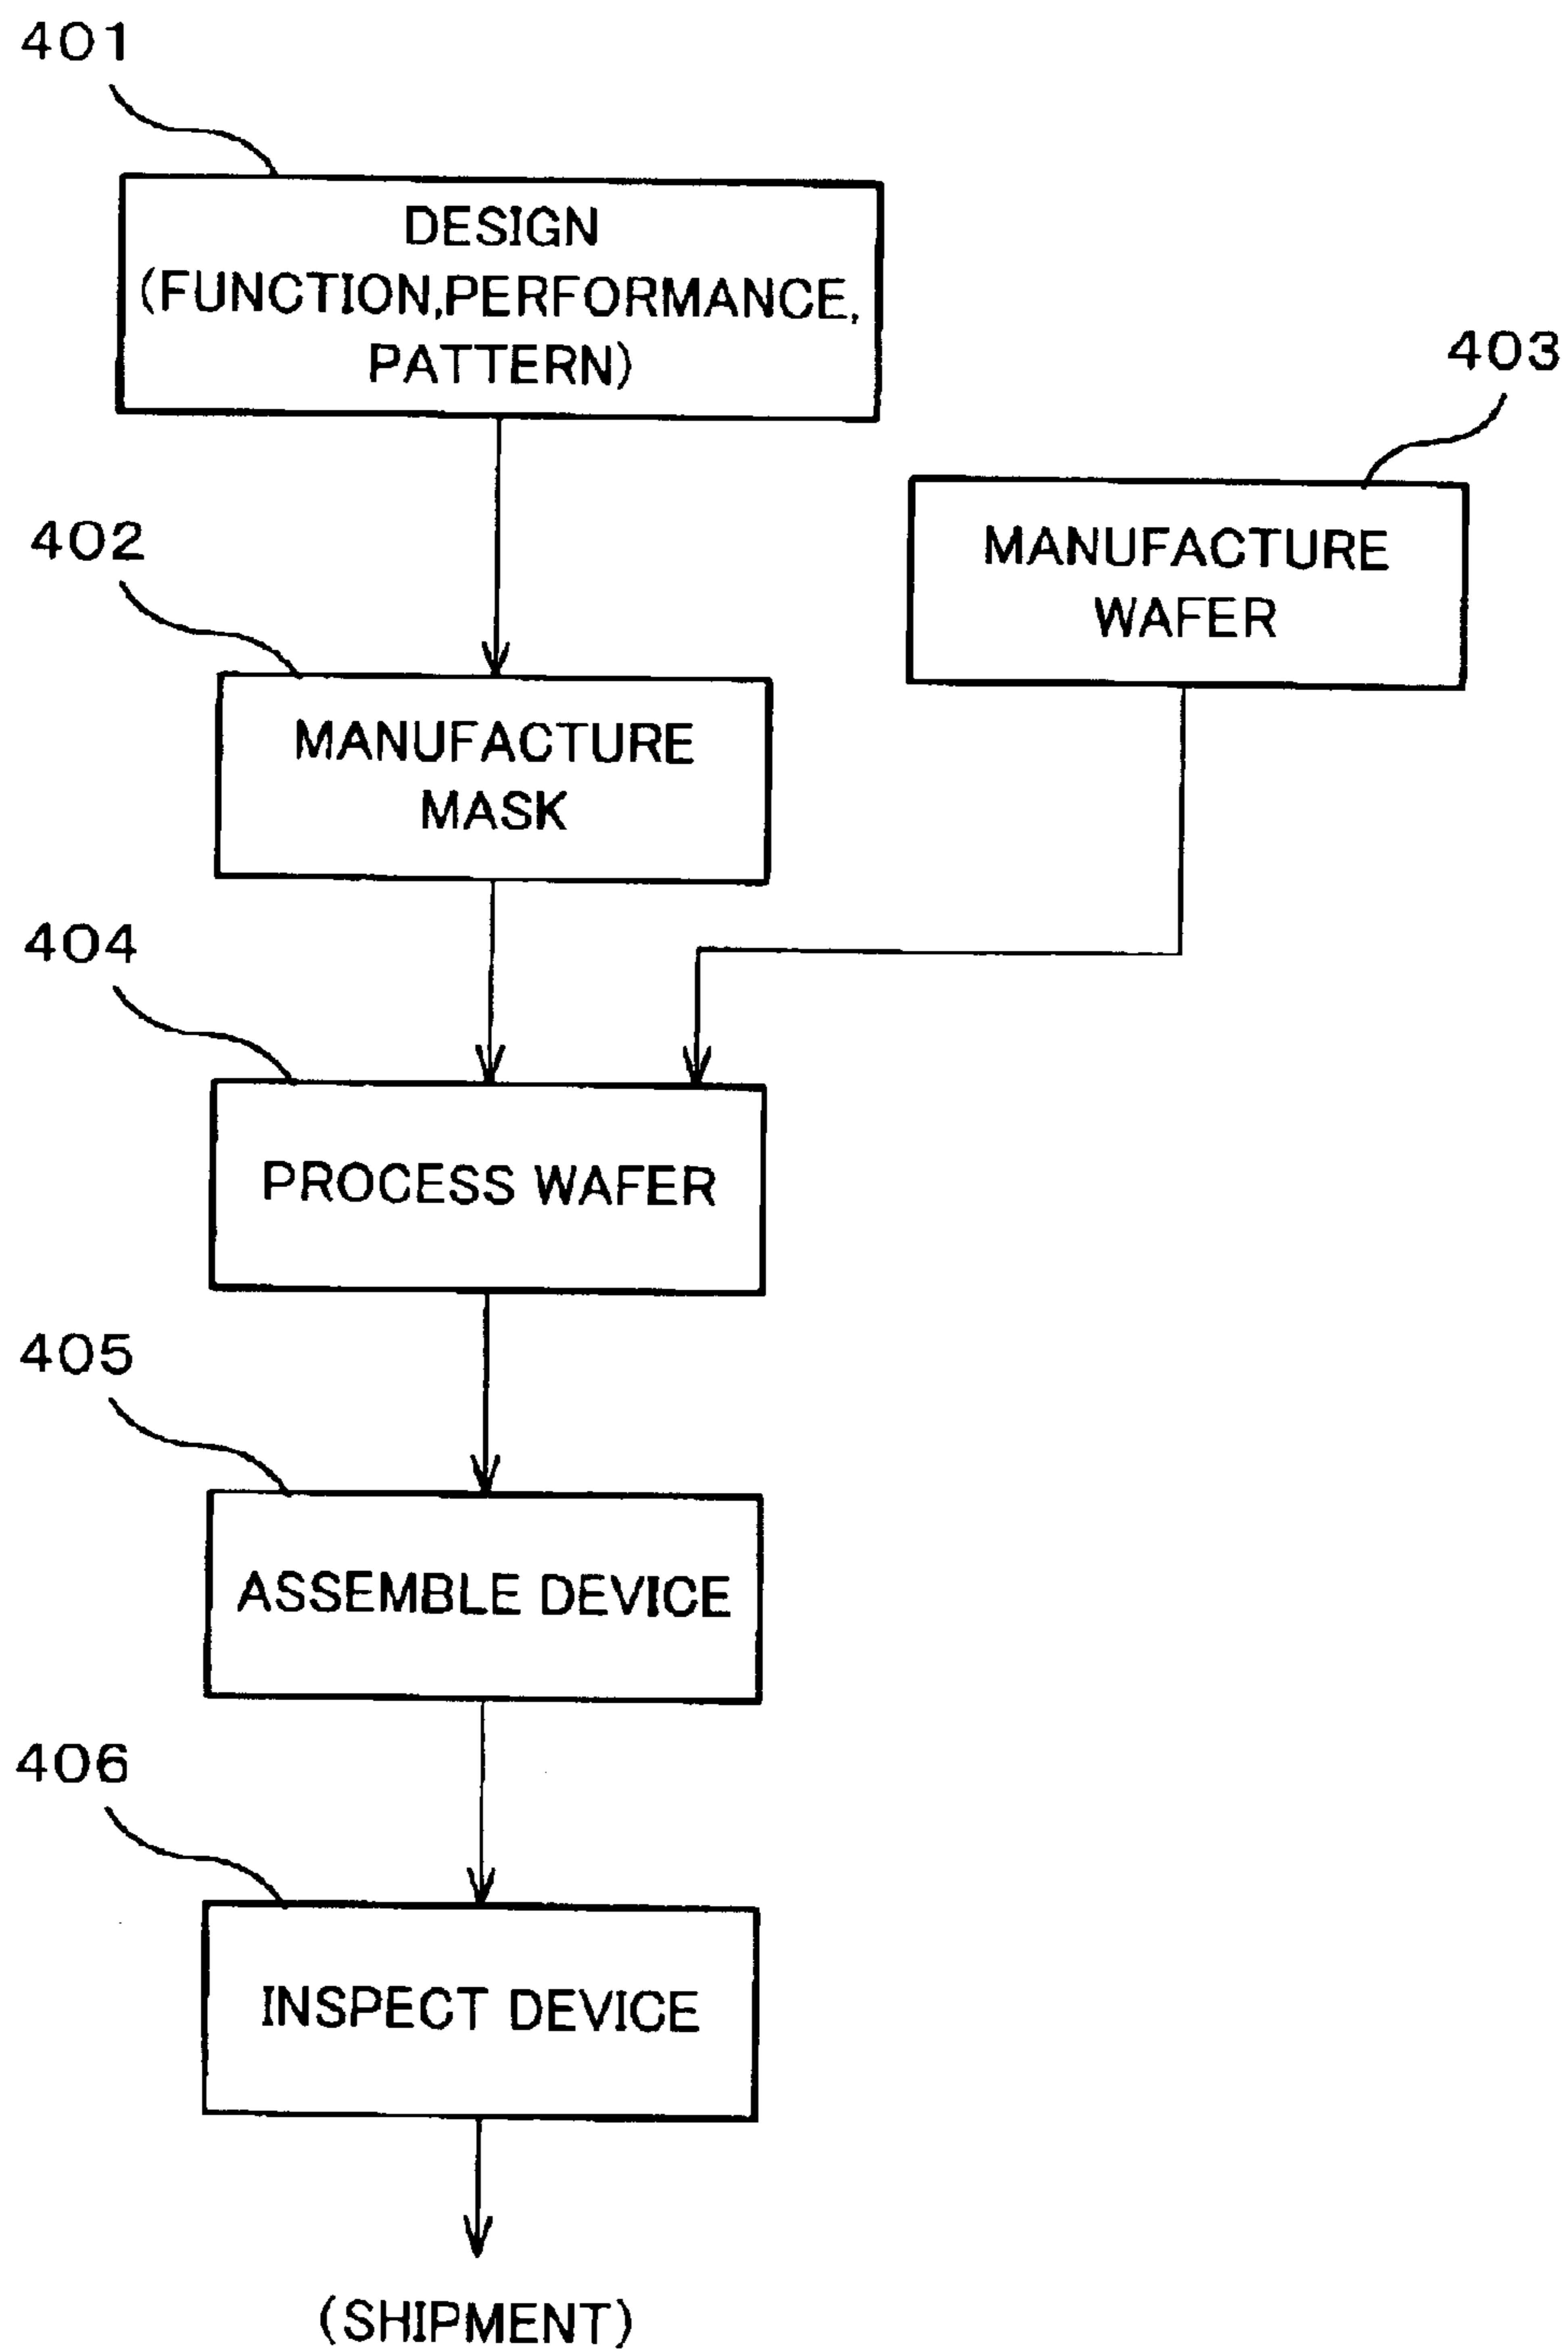 401
DESIGN
(FUNCTION,PERFORMANCE,
PATTERN)
403
MANUFACTURE
WAFER
402
MANUFACTURE
MASK
404
PROCESS WAFER
405
ASSEMBLE DEVICE
406
INSPECT DEVICE
(SHIPMENT)